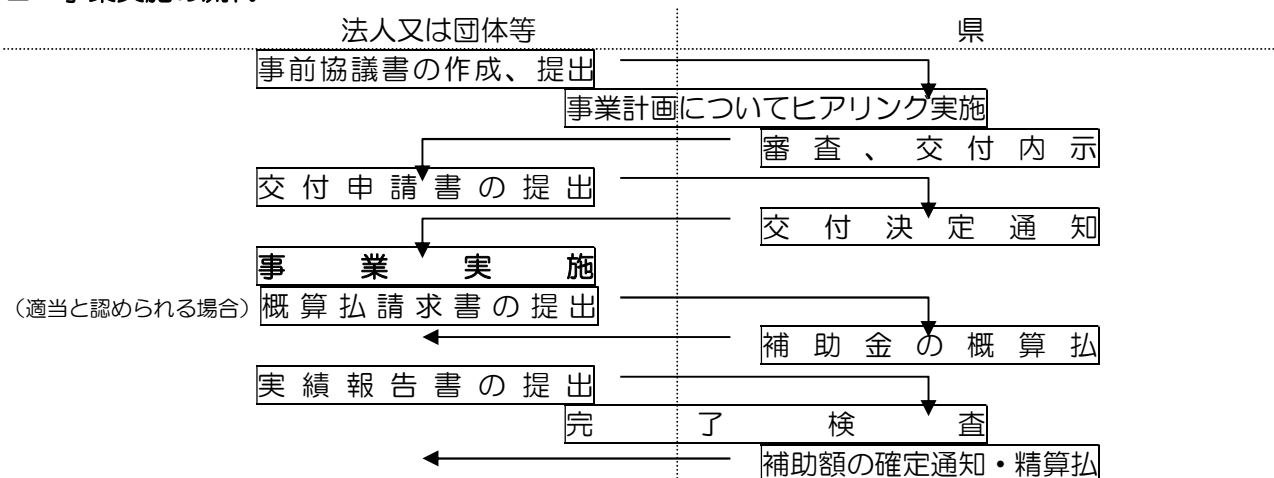 法人又は団体等 県
事前協議書の作成、提出
事業計画についてヒアリング実施
審査、交付内示
交付申請書の提出
交付決定通知
事業実施
(適当と認められる場合) 概算払請求書の提出
補助金の概算払
実績報告書の提出
完了検査
補助額の確定通知・精算払